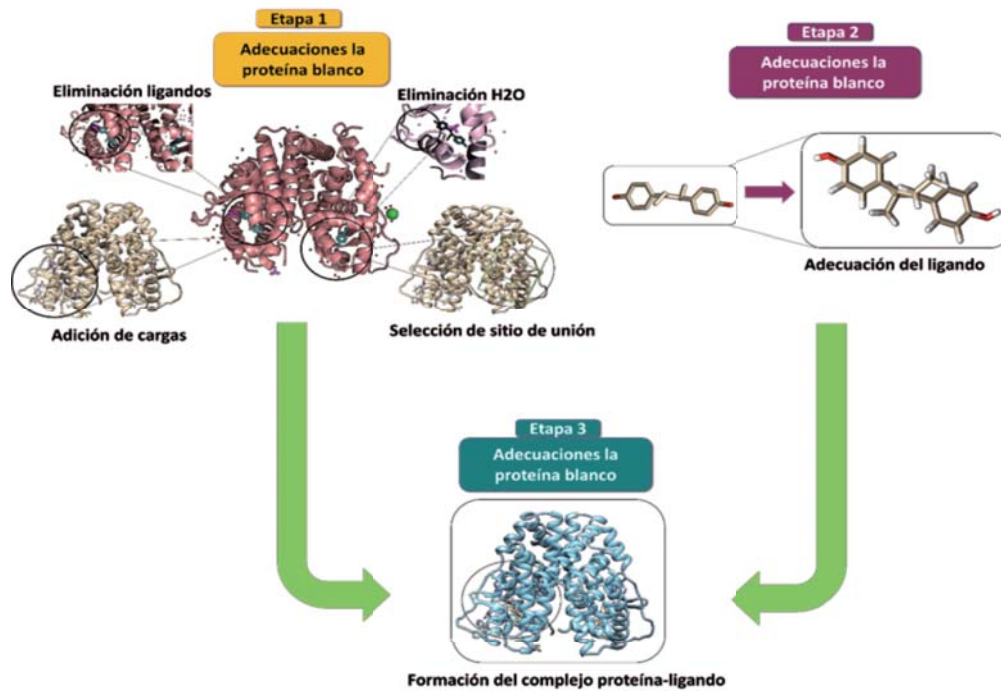 Etapa 1
Adecuaciones la
proteína blanco
Eliminación ligandos
Eliminación H2O
Adición de cargas
Selección de sitio de unión
Etapa 2
Adecuaciones la
proteína blanco
Adecuación del ligando
Etapa 3
Adecuaciones la
proteína blanco
Formación del complejo proteína-ligando